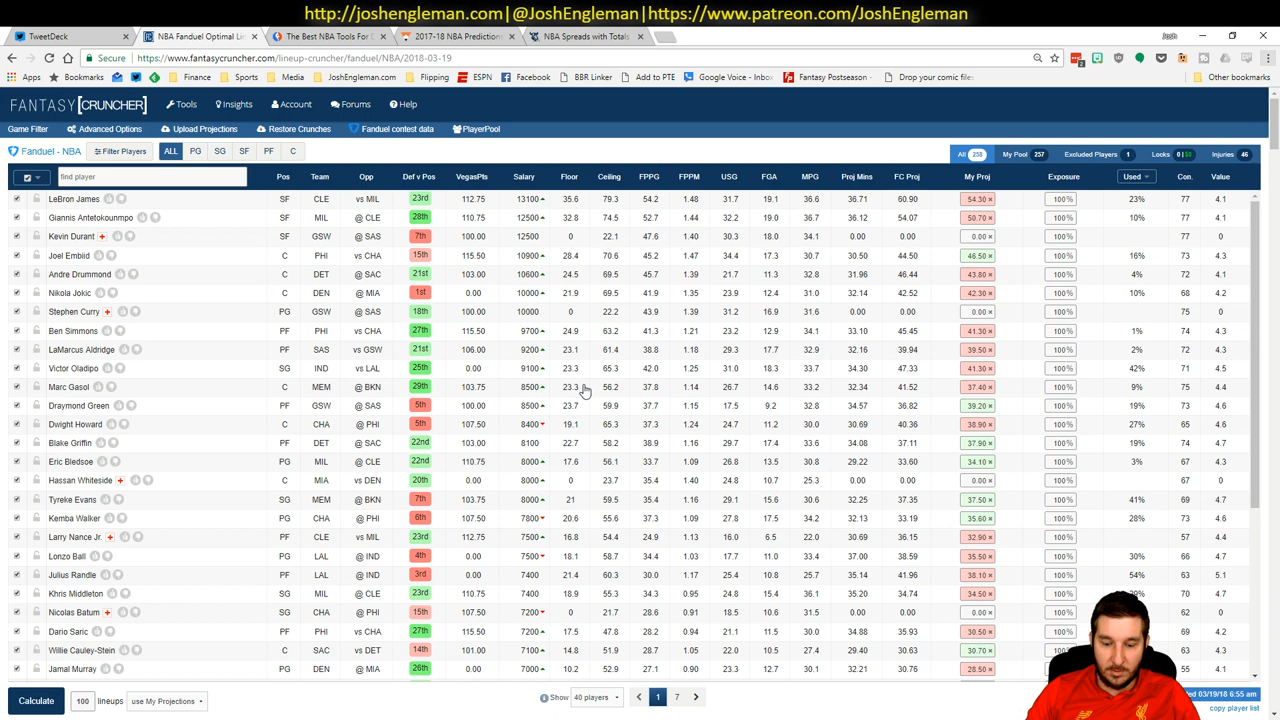 http://joshengleman.com|@JoshEngleman|https://www.patreon.com/JoshEngleman
TweetDeck NBA Fanduel Optimal Lin The Best NBA Tools For D 2017-18 NBA Prediction NBA Spreads with Totals Josh
Secure https://www.fantasycruncher.com/lineup-cruncher/fanduel/NBA/2018-03-19
Apps Bookmarks Finance Sports Media JoshEngleman.com Flipping ESPN Facebook BBR Linker Add to PTE Google Voice - Inbox Fantasy Postseason - Drop your comic files Other bookmarks
FANTASY[CRUNCHER] Tools Insights Account Forums Help
Game Filter Advanced Options Upload Projections Restore Crunches Fanduel contest data PlayerPool
Fanduel - NBA Filter Players ALL PG SG SF PF C All 258 My Pool 257 Excluded Players 1 Locks 0|$0 Injuries 46
find player Pos Team Opp Def v Pos VegasPts Salary Floor Ceiling FPPG FPPM USG FGA MPG Proj Mins FC Proj My Proj Exposure Used Con. Value
LeBron James SF CLE vs MIL 23rd 112.75 13100 35.6 79.3 54.2 1.48 31.7 19.1 36.6 36.71 60.90 54.30 100% 23% 77 4.1
Giannis Antetokounmpo SF MIL @ CLE 28th 110.75 12500 32.8 74.5 52.7 1.44 32.2 19.0 36.7 36.12 54.07 50.70 100% 10% 77 4.1
Kevin Durant SF GSW @ SAS 7th 100.00 12500 0 22.1 47.6 1.40 30.3 18.0 34.1 0.00 0.00 0.00 100% 77 0
Joel Embiid C PHI vs CHA 15th 115.50 10900 28.4 70.6 45.2 1.47 34.4 17.3 30.7 30.50 44.50 46.50 100% 16% 73 4.3
Andre Drummond C DET @ SAC 21st 103.00 10600 24.5 69.5 45.7 1.39 21.7 11.3 32.8 31.96 46.44 43.80 100% 4% 72 4.1
Nikola Jokic C DEN @ MIA 1st 0.00 10000 21.9 69.5 41.9 1.35 23.9 12.4 31.0 32.14 42.52 42.30 100% 10% 68 4.2
Stephen Curry PG GSW @ SAS 18th 100.00 10000 0 22.2 43.9 1.39 31.2 16.9 31.6 0.00 0.00 0.00 100% 75 0
Ben Simmons PF PHI vs CHA 27th 115.50 9700 24.9 63.2 41.3 1.21 23.2 12.9 34.1 33.10 45.45 41.30 100% 1% 74 4.3
LaMarcus Aldridge PF SAS vs GSW 21st 106.00 9200 23.1 61.4 38.8 1.18 29.3 17.7 32.9 32.16 39.94 39.50 100% 2% 72 4.3
Victor Oladipo SG IND vs LAL 25th 0.00 9100 23.3 65.3 42.0 1.25 31.0 18.3 33.7 34.30 47.33 41.30 100% 42% 71 4.5
Marc Gasol C MEM @ BKN 29th 103.75 8500 23.3 56.2 37.8 1.14 26.7 14.6 33.2 32.34 41.52 37.40 100% 9% 75 4.4
Draymond Green PF GSW @ SAS 5th 100.00 8500 23.7 59.9 37.7 1.15 17.5 9.2 32.8 34.57 36.82 39.20 100% 19% 73 4.6
Dwight Howard C CHA @ PHI 5th 107.50 8400 19.1 65.3 37.3 1.24 24.7 11.2 30.0 30.69 40.36 38.90 100% 27% 65 4.6
Blake Griffin PF DET @ SAC 22nd 103.00 8100 22.7 58.2 38.9 1.16 29.1 17.1 33.6 34.08 37.11 37.90 100% 19% 74 4.7
Eric Bledsoe PG MIL @ CLE 22nd 110.75 8000 17.6 56.1 33.6 1.09 26.8 13.5 30.8 29.22 33.60 34.10 100% 3% 67 4.3
Hassan Whiteside C MIA vs DEN 20th 0.00 8000 0 23.7 35.4 1.40 24.8 10.7 25.3 0.00 0.00 0.00 100% 67 0
Tyreke Evans SG MEM @ BKN 7th 103.75 8000 21 59.5 35.4 1.16 29.1 15.6 30.6 32.25 37.35 37.50 100% 41% 69 4.7
Kemba Walker PG CHA @ PHI 6th 107.50 7800 20.6 55.6 37.3 1.09 27.8 17.5 34.2 32.13 33.19 35.60 100% 28% 73 4.6
Larry Nance Jr. PF CLE vs MIL 23rd 112.75 7500 16.8 54.4 24.9 1.13 16.0 6.5 22.0 30.69 36.15 32.90 100% 57 4.4
Lonzo Ball PG LAL @ IND 4th 0.00 7500 18.1 58.7 34.4 1.03 17.7 11.0 33.4 37.00 38.59 35.50 100% 30% 66 4.7
Julius Randle PF LAL @ IND 3rd 0.00 7400 21.4 60.3 30.0 1.17 25.4 10.8 25.7 35.14 41.96 38.10 100% 54% 63 5.1
Khris Middleton SG MIL @ CLE 23rd 110.75 7400 18.9 55.3 34.3 0.95 24.8 15.4 36.1 35.20 34.74 34.50 100% 70 4.7
Nicolas Batum SG CHA @ PHI 15th 107.50 7200 0 21.7 28.6 0.91 18.5 10.6 31.5 0.00 0.00 0.00 100% 62 0
Dario Saric PF PHI vs CHA 27th 115.50 7200 17.5 47.8 28.2 0.94 21.1 11.5 30.0 34.88 35.93 30.50 69 4.2
Willie Cauley-Stein C SAC vs DET 14th 101.00 7100 14.8 51.9 28.7 1.05 22.0 10.5 27.4 29.40 30.63 30.70 63 4.3
Jamal Murray PG DEN @ MIA 26th 0.00 7000 10.2 52.9 27.1 0.90 23.3 12.7 30.1 32.21 30.76 28.50 55 4.1
Calculate 100 lineups use My Projections Show 40 players 1 7 03/19/18 6:55 am
copy player list